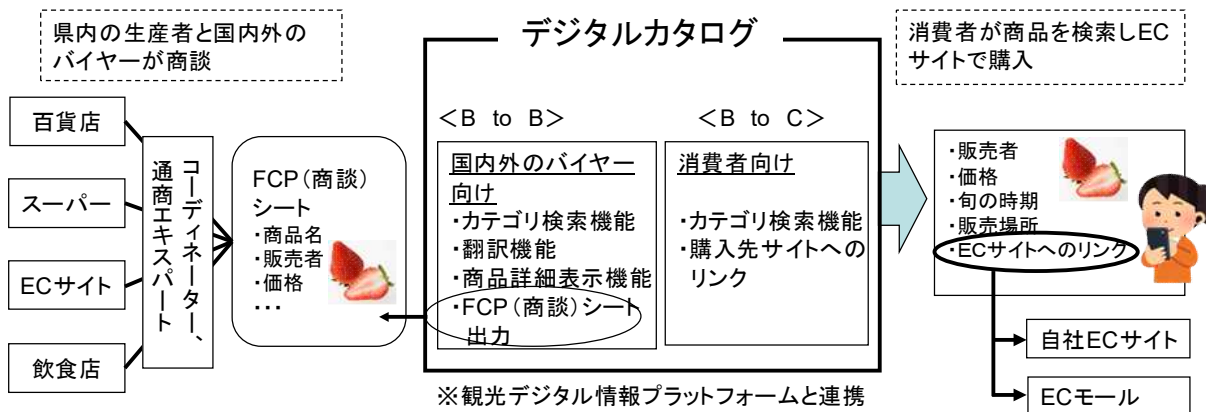 県内の生産者と国内外の
バイヤーが商談
百貨店
スーパー
ECサイト
飲食店
コーディネーター、
通商エキスパート
FCP(商談)
シート
・商品名
・販売者
・価格
・・・
デジタルカタログ
<B to B>
国内外のバイヤー
向け
・カテゴリ検索機能
・翻訳機能
・商品詳細表示機能
・FCP(商談)シート
出力
<B to C>
消費者向け
・カテゴリ検索機能
・購入先サイトへの
リンク
※観光デジタル情報プラットフォームと連携
消費者が商品を検索しEC
サイトで購入
・販売者
・価格
・旬の時期
・販売場所
・ECサイトへのリンク
自社ECサイト
ECモール